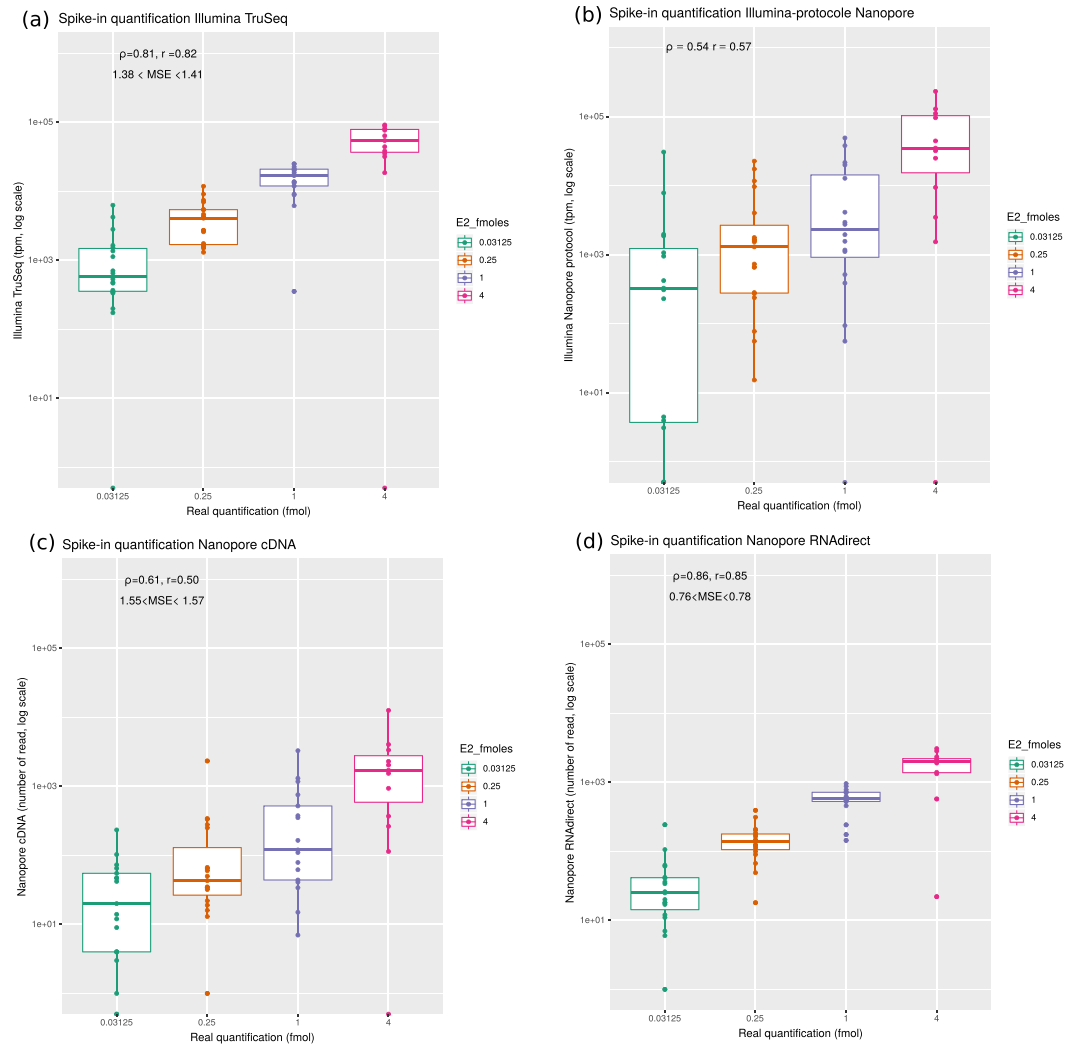 (a) Spike-in quantification Illumina TruSeq
ρ=0.81, r =0.82
1.38 < MSE <1.41
Illumina TruSeq (tpm, log scale)
1e+05
1e+03
1e+01
0.03125 0.25 1 4
Real quantification (fmol)
E2_fmoles
0.03125
0.25
1
4
(b) Spike-in quantification Illumina-protocole Nanopore
ρ = 0.54 r = 0.57
Illumina Nanopore protocol (tpm, log scale)
1e+05
1e+03
1e+01
0.03125 0.25 1 4
Real quantification (fmol)
E2_fmoles
0.03125
0.25
1
4
(c) Spike-in quantification Nanopore cDNA
ρ=0.61, r=0.50
1.55<MSE< 1.57
Nanopore cDNA (number of read, log scale)
1e+05
1e+03
1e+01
0.03125 0.25 1 4
Real quantification (fmol)
E2_fmoles
0.03125
0.25
1
4
(d) Spike-in quantification Nanopore RNAdirect
ρ=0.86, r=0.85
0.76<MSE<0.78
Nanopore RNAdirect (number of read, log scale)
1e+05
1e+03
1e+01
0.03125 0.25 1 4
Real quantification (fmol)
E2_fmoles
0.03125
0.25
1
4